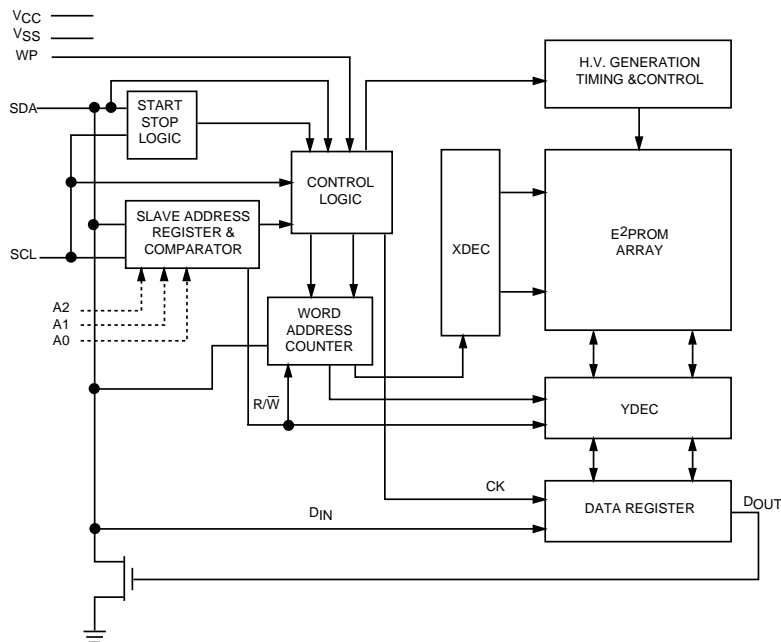 VCC
VSS
WP
H.V. GENERATION
TIMING &CONTROL
SDA
START
STOP
LOGIC
CONTROL
LOGIC
SLAVE ADDRESS
REGISTER &
COMPARATOR
XDEC
E2PROM
ARRAY
SCL
A2
A1
A0
WORD
ADDRESS
COUNTER
R/W̅
YDEC
CK
DIN
DATA REGISTER
DOUT